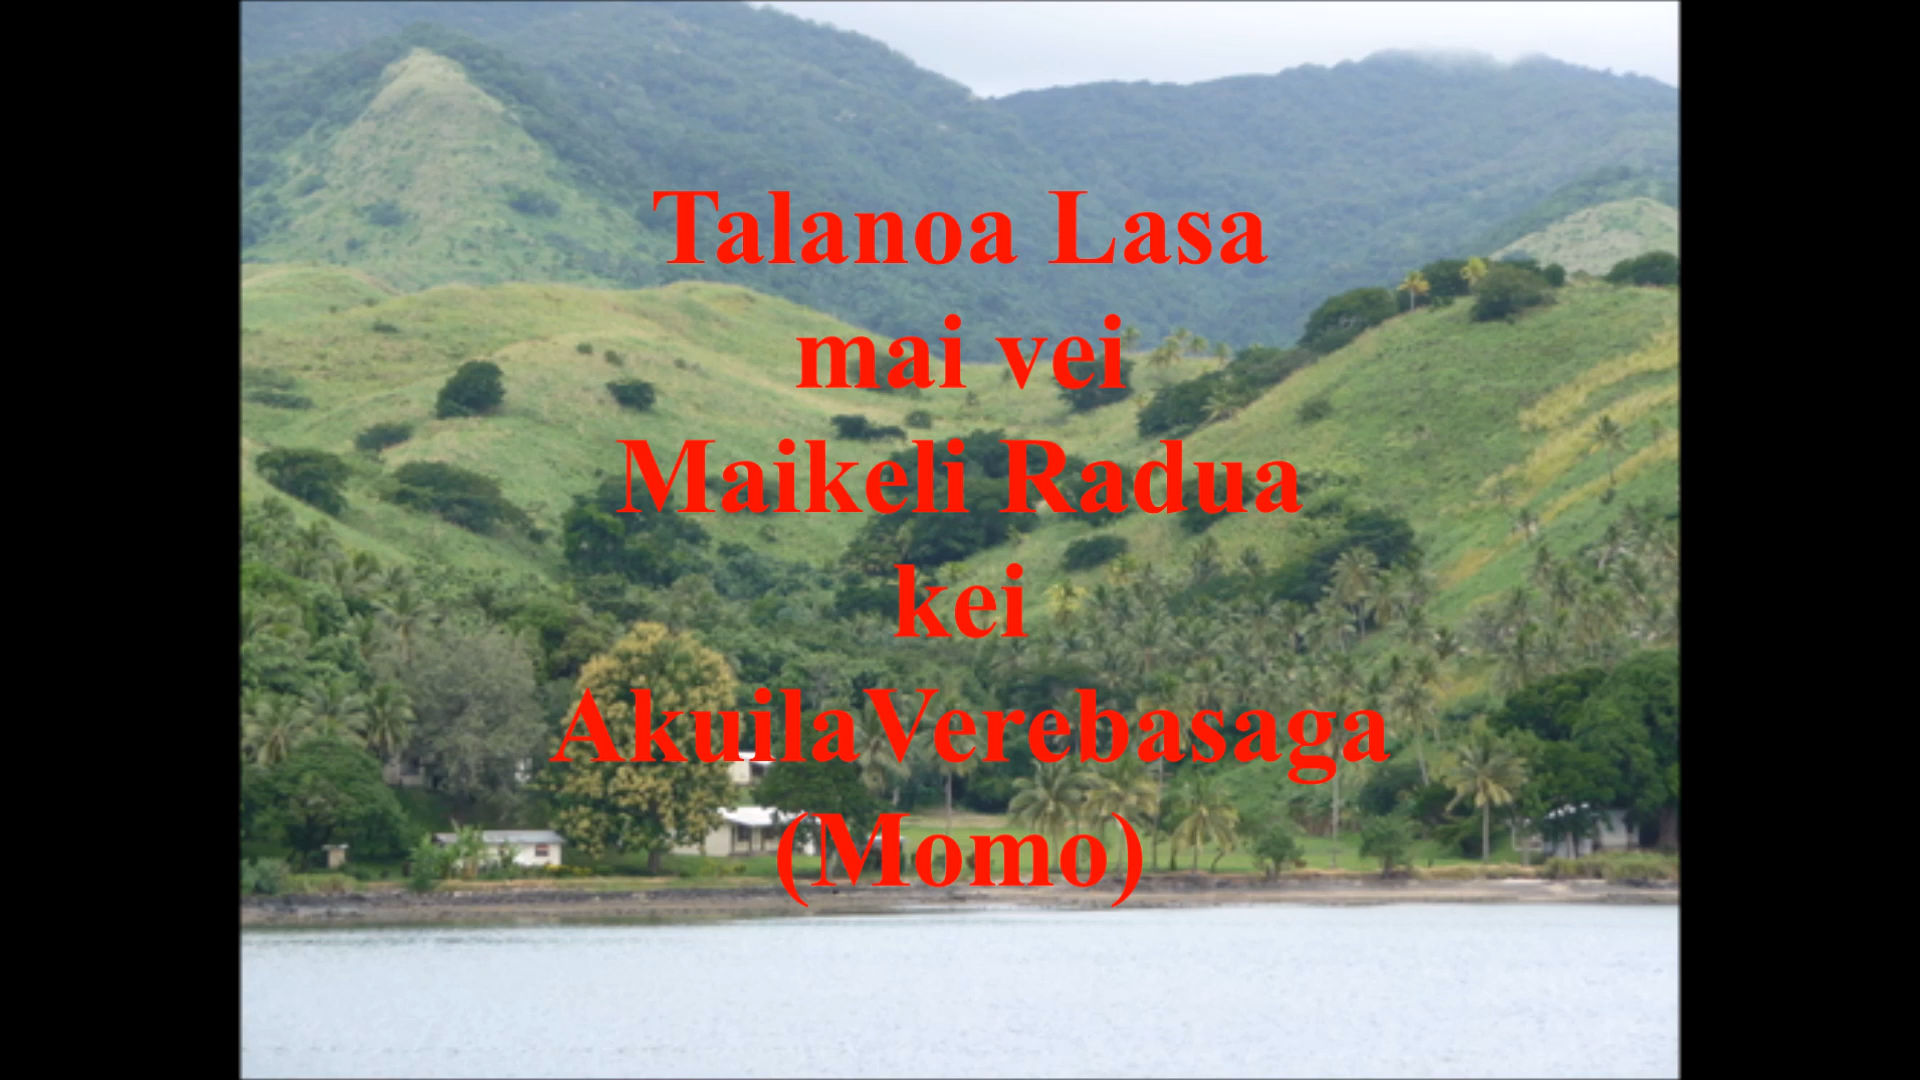 Talanoa Lasa
mai vei
Maikeli Radua
kei
AkuilaVerebasaga
(Momo)